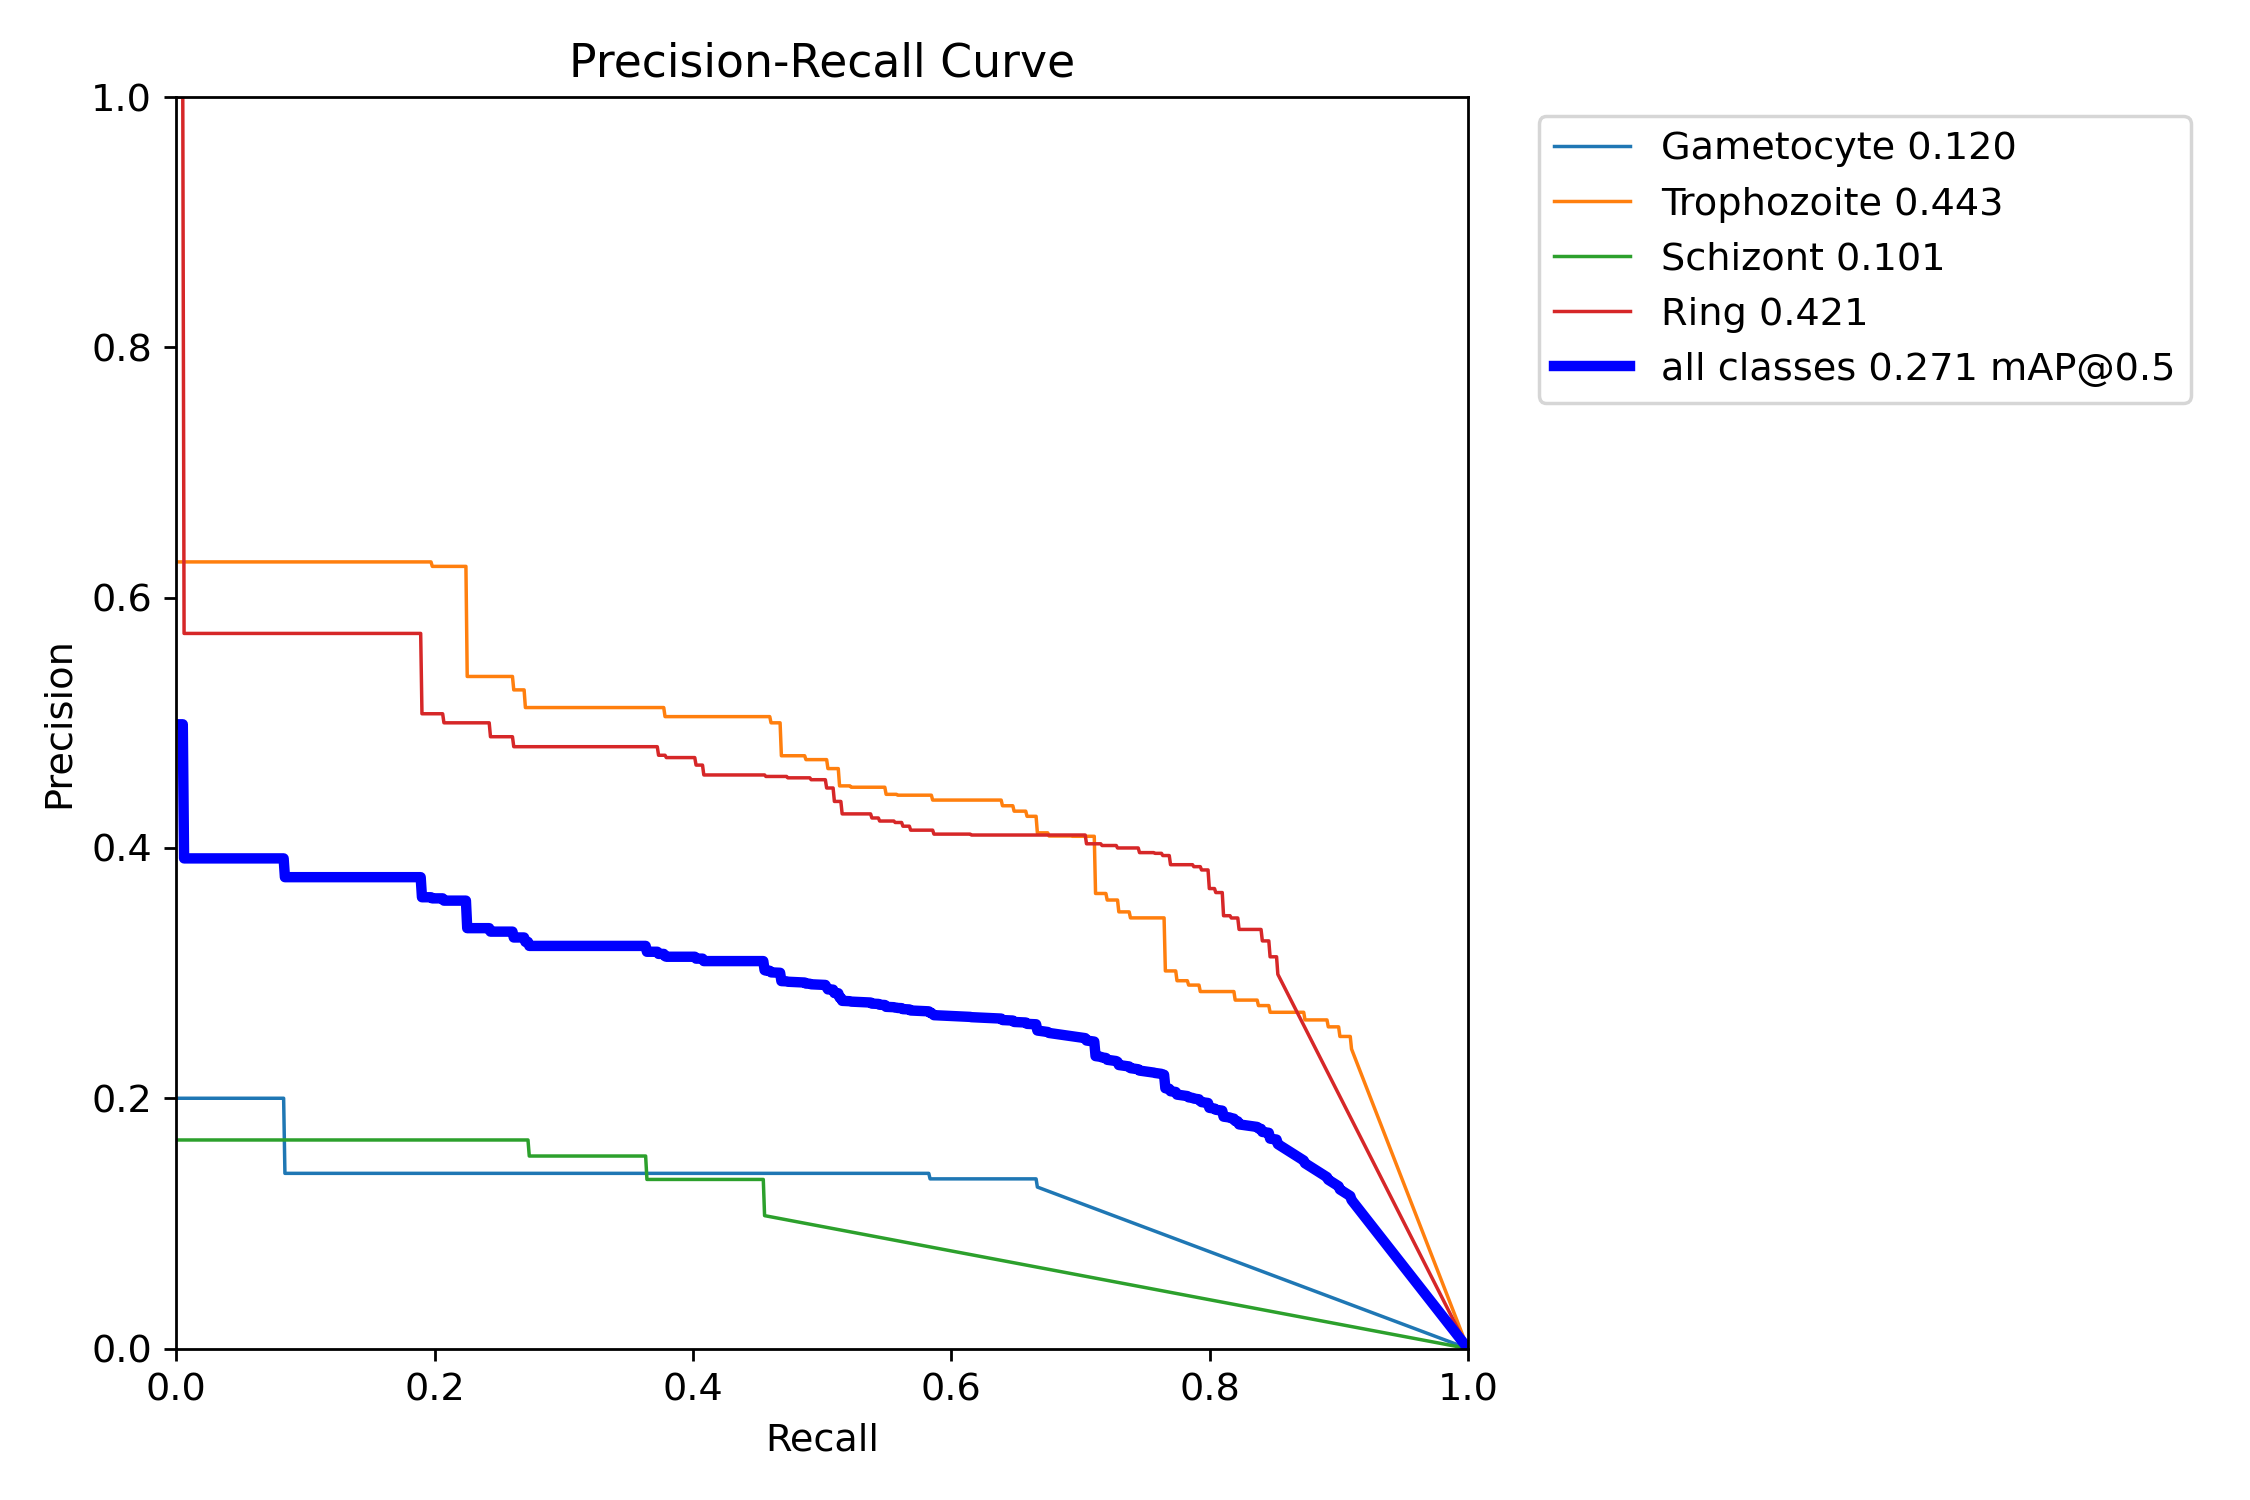 Precision-Recall Curve
1.0
0.8
0.6
0.4
0.2
0.0
Precision
0.0 0.2 0.4 0.6 0.8 1.0
Recall
Gametocyte 0.120
Trophozoite 0.443
Schizont 0.101
Ring 0.421
all classes 0.271 mAP@0.5